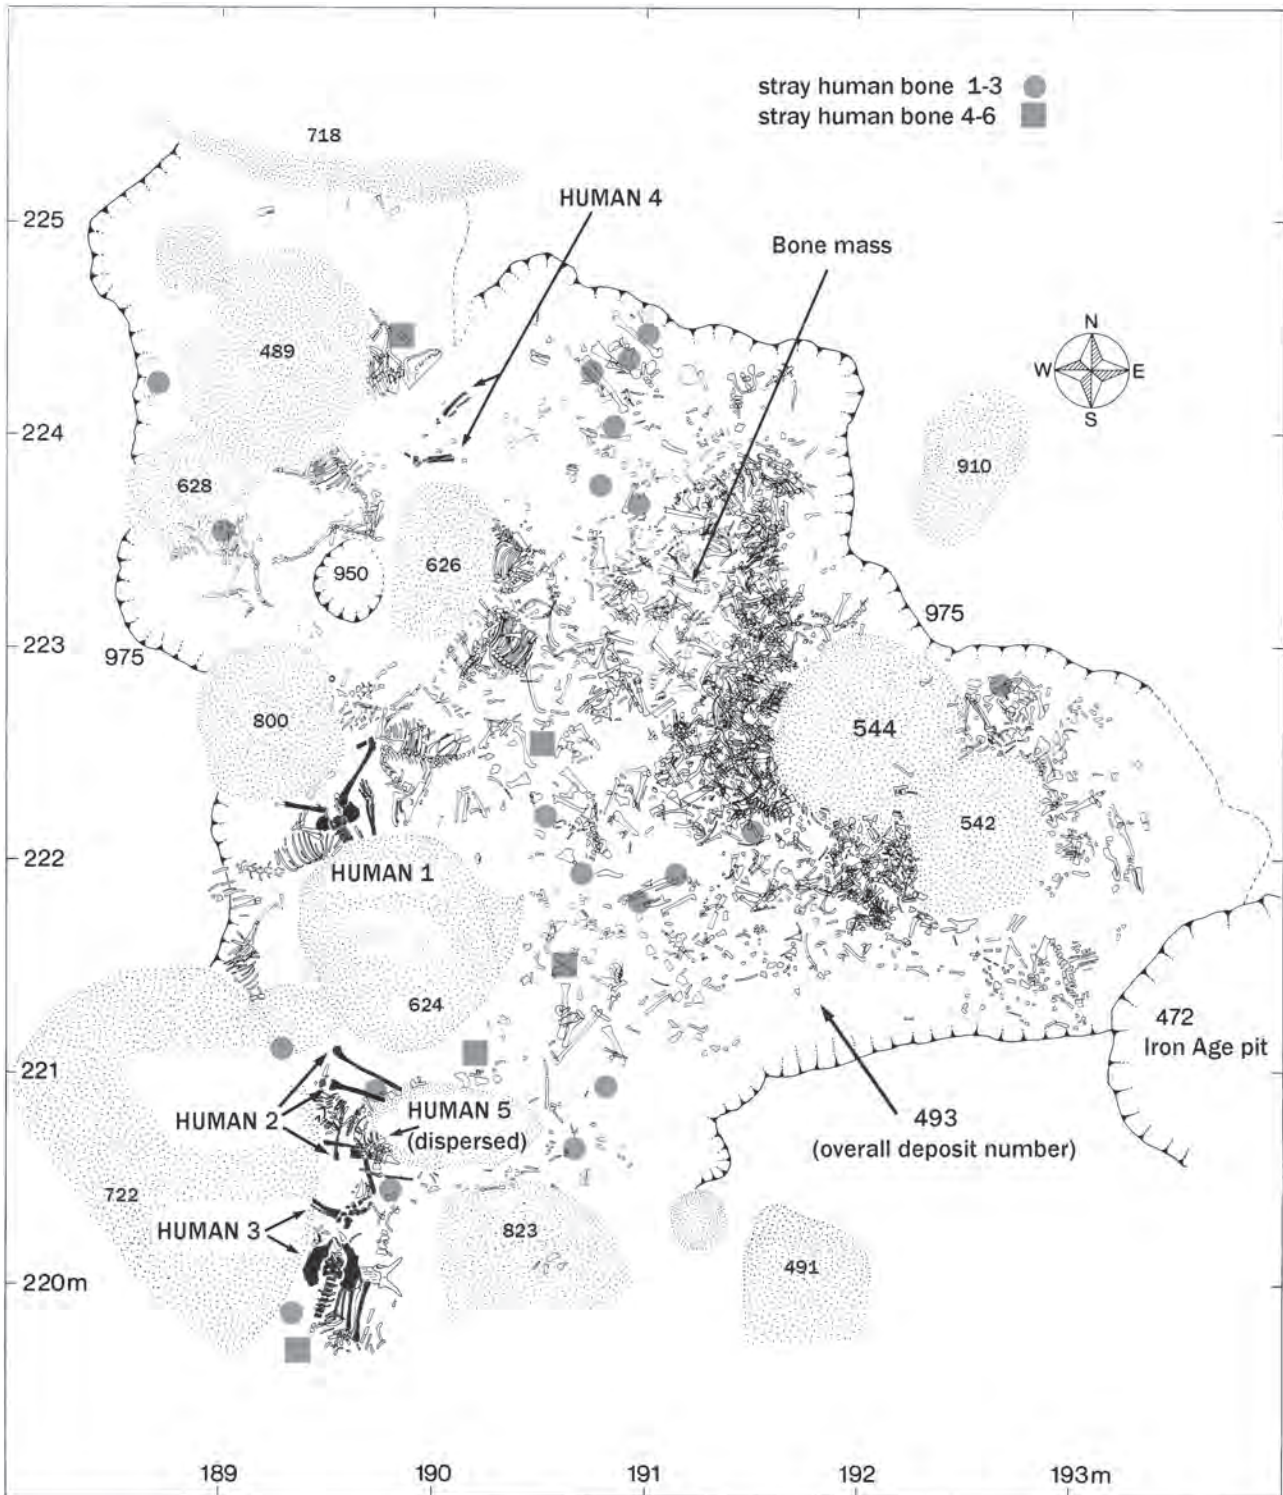 stray human bone 1-3
stray human bone 4-6
718
HUMAN 4
225
Bone mass
N
W E
S
489
224
910
628
950
626
975
223
975
800
544
542
222
HUMAN 1
624
472
Iron Age pit
221
HUMAN 2
HUMAN 5
(dispersed)
493
(overall deposit number)
722
HUMAN 3
823
491
220m
189 190 191 192 193m